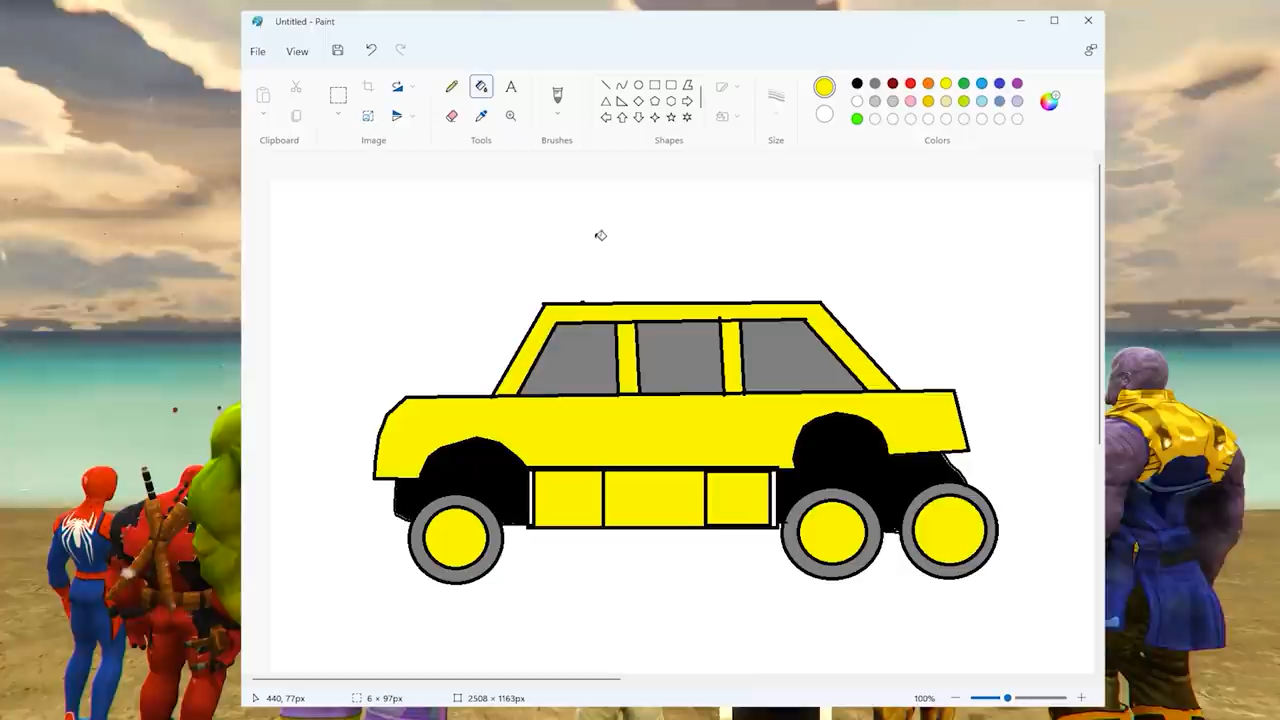 Untitled - Paint
File View
Clipboard Image Tools Brushes Shapes Size Colors
440, 77px 6 × 97px 2508 × 1163px 100%